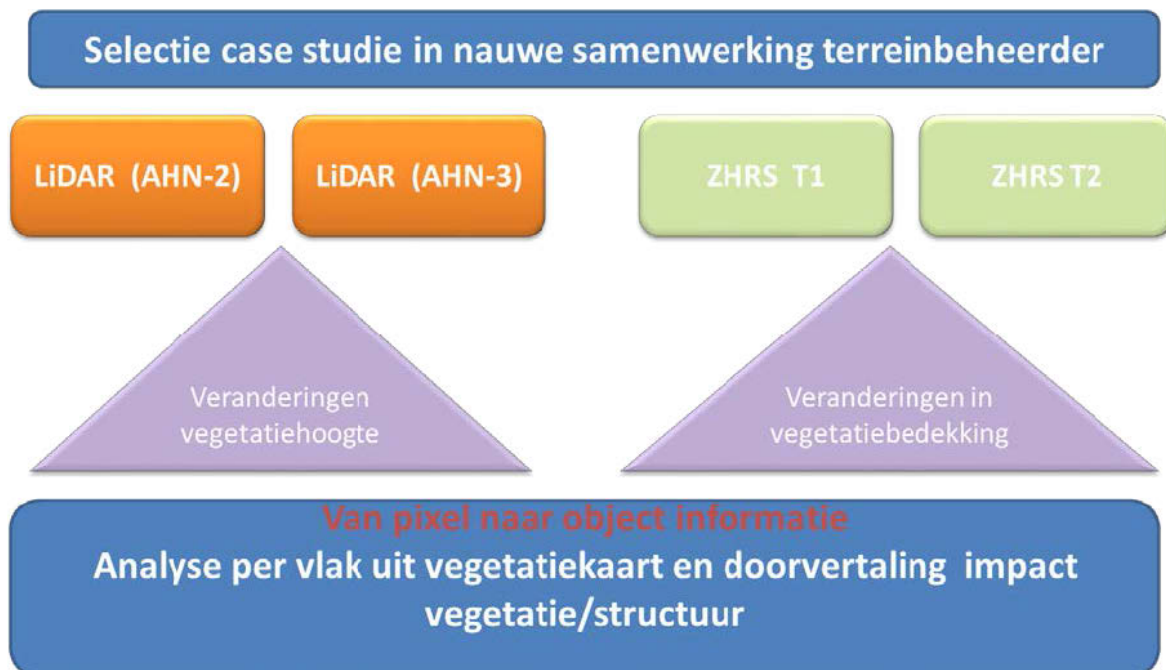 Selectie case studie in nauwe samenwerking terreinbeheerder
LiDAR (AHN-2)
LiDAR (AHN-3)
ZHRS T1
ZHRS T2
Veranderingen
vegetatiehoogte
Veranderingen in
vegetatiebedekking
Van pixel naar object informatie
Analyse per vlak uit vegetatiekaart en doorvertaling impact
vegetatie/structuur